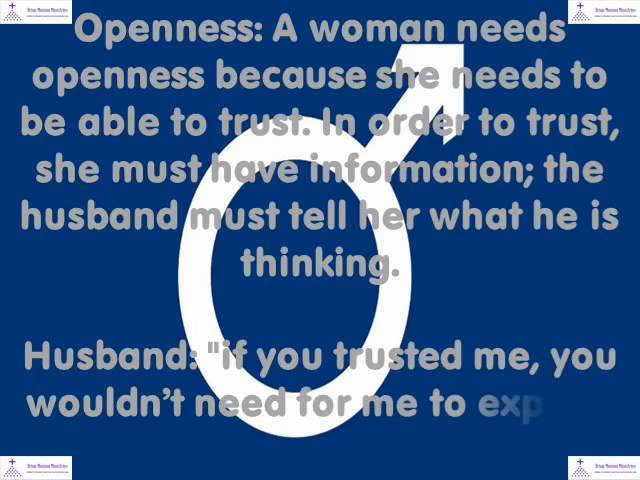 Openness: A woman needs
openness because she needs to
be able to trust. In order to trust,
she must have information; the
husband must tell her what he is
thinking.
Husband: "if you trusted me, you
wouldn't need for me to exp